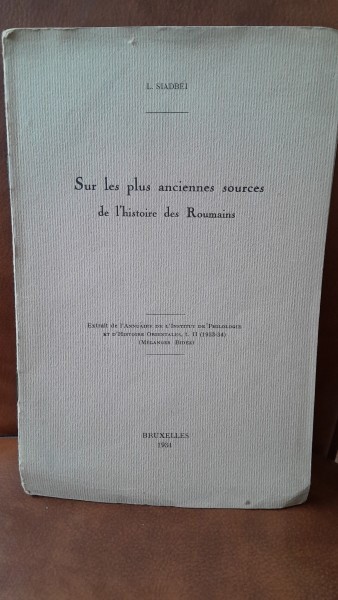 L. SIADBEI
Sur les plus anciennes sources
de l'histoire des Roumains
Extrait de l'ANNUAIRE DE L'INSTITUT DE PHILOLOGIE
ET D'HISTOIRE ORIENTALES, t. II (1933-34)
(MÉLANGES BIDEZ)
BRUXELLES
1934